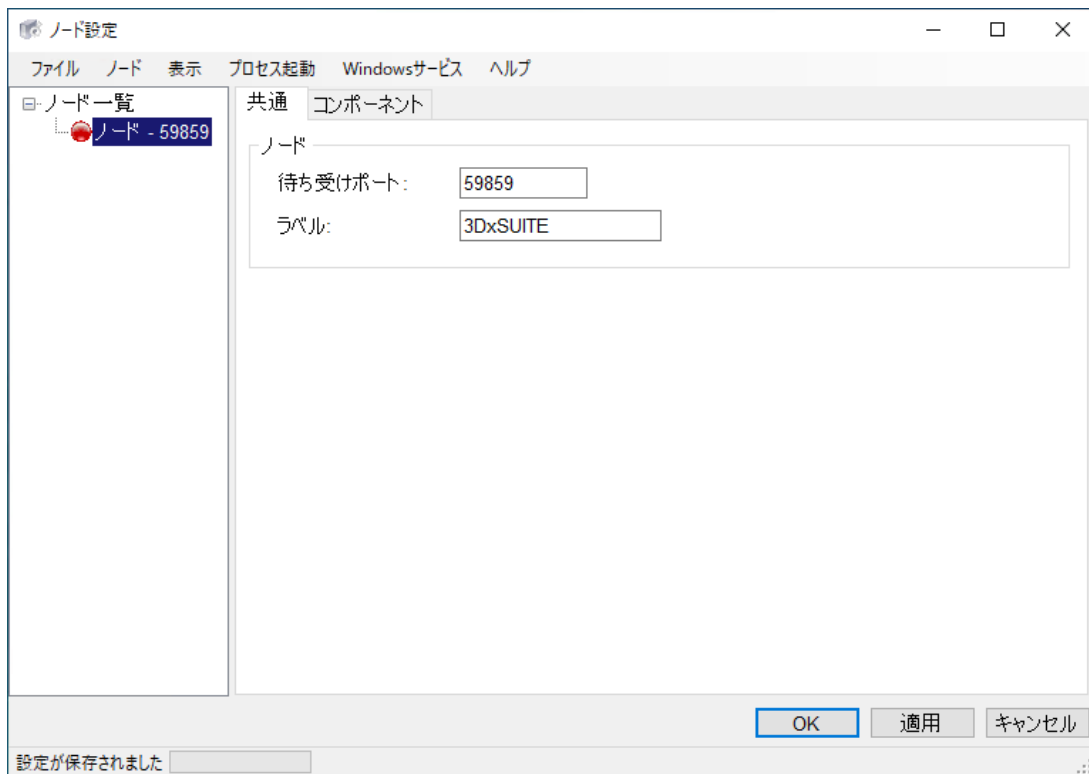 ノード設定
ファイル ノード 表示 プロセス起動 Windowsサービス ヘルプ
ノード一覧
ノード - 59859
共通 コンポーネント
ノード
待ち受けポート: 59859
ラベル: 3DxSUITE
OK 適用 キャンセル
設定が保存されました